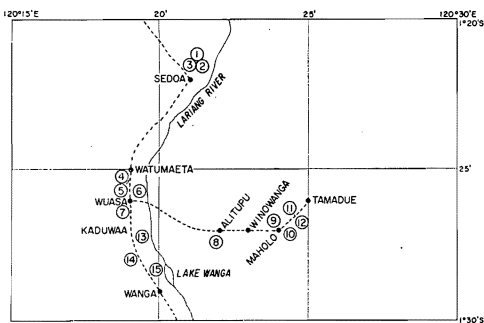 120°15'E
20'
25'
120°30'E
1°20'S
1
3
2
SEDOA
LARIANG RIVER
WATUMAETA
25'
4
5
6
WUASA
7
ALITUPU
WINOWANGA
TAMADUE
11
9
12
KADUWAA
8
MAHOLO
10
13
14
15
LAKE WANGA
WANGA
1°30'S